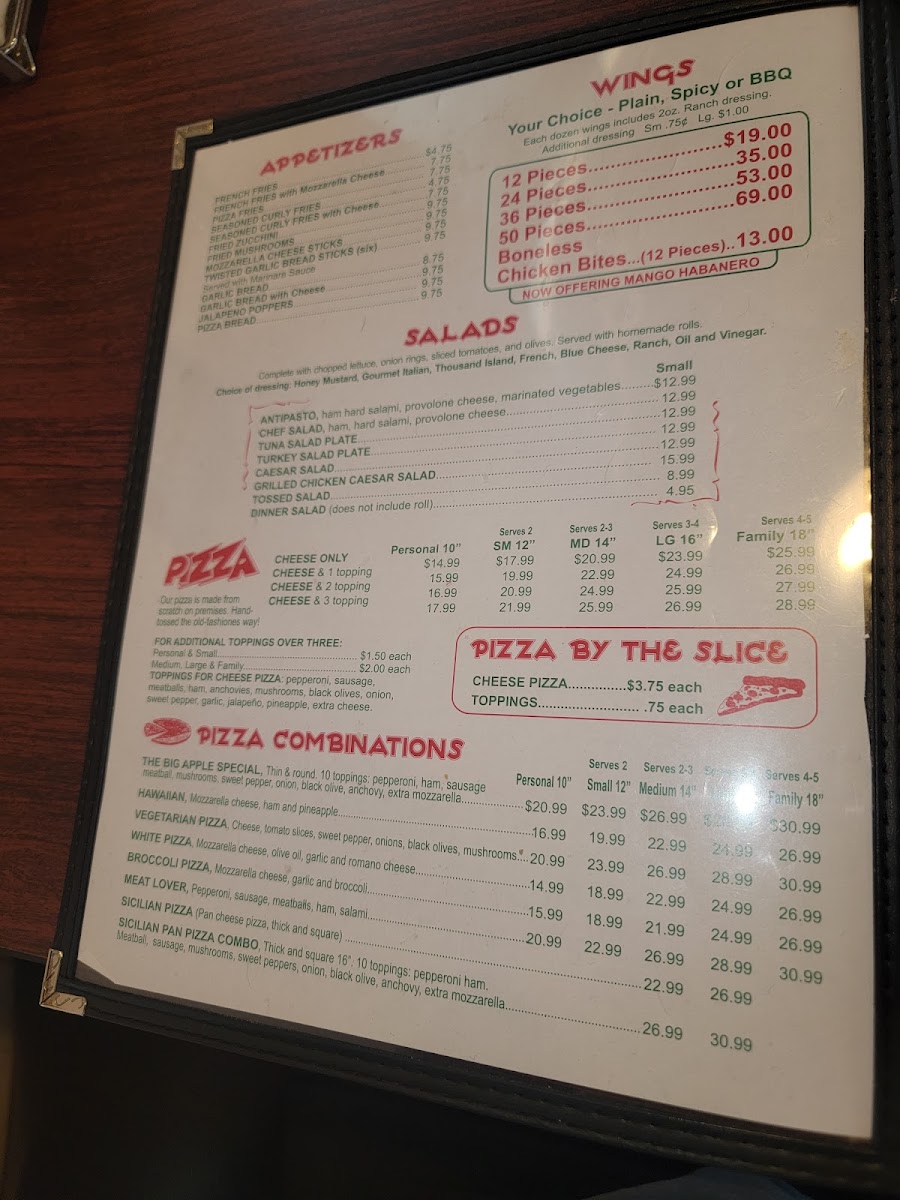 APPETIZERS
FRENCH FRIES $4.75
FRENCH FRIES with Mozzarella Cheese 7.75
PIZZA FRIES 7.75
SEASONED CURLY FRIES 4.75
SEASONED CURLY FRIES with Cheese 7.75
FRIED ZUCCHINI 9.75
FRIED MUSHROOMS 9.75
MOZZARELLA CHEESE STICKS 9.75
TWISTED GARLIC BREAD STICKS (six) 9.75
Served with Marinara Sauce
GARLIC BREAD 8.75
GARLIC BREAD with Cheese 9.75
JALAPENO POPPERS 9.75
PIZZA BREAD 9.75
WINGS
Your Choice - Plain, Spicy or BBQ
Each dozen wings includes 2oz. Ranch dressing.
Additional dressing Sm .75¢ Lg. $1.00
12 Pieces $19.00
24 Pieces 35.00
36 Pieces 53.00
50 Pieces 69.00
Boneless
Chicken Bites...(12 Pieces)..13.00
NOW OFFERING MANGO HABANERO
SALADS
Complete with chopped lettuce, onion rings, sliced tomatoes, and olives. Served with homemade rolls.
Choice of dressing: Honey Mustard, Gourmet Italian, Thousand Island, French, Blue Cheese, Ranch, Oil and Vinegar.
Small
ANTIPASTO, ham hard salami, provolone cheese, marinated vegetables $12.99
CHEF SALAD, ham, hard salami, provolone cheese 12.99
TUNA SALAD PLATE 12.99
TURKEY SALAD PLATE 12.99
CAESAR SALAD 12.99
GRILLED CHICKEN CAESAR SALAD 15.99
TOSSED SALAD 8.99
DINNER SALAD (does not include roll) 4.95
PIZZA
Our pizza is made from
scratch on premises. Hand-
tossed the old-fashiones way!
Serves 2 Serves 2-3 Serves 3-4 Serves 4-5
Personal 10" SM 12" MD 14" LG 16" Family 18"
CHEESE ONLY $14.99 $17.99 $20.99 $23.99 $25.99
CHEESE & 1 topping 15.99 19.99 22.99 24.99 26.99
CHEESE & 2 topping 16.99 20.99 24.99 25.99 27.99
CHEESE & 3 topping 17.99 21.99 25.99 26.99 28.99
FOR ADDITIONAL TOPPINGS OVER THREE:
Personal & Small $1.50 each
Medium, Large & Family $2.00 each
TOPPINGS FOR CHEESE PIZZA: pepperoni, sausage,
meatballs, ham, anchovies, mushrooms, black olives, onion,
sweet pepper, garlic, jalapeño, pineapple, extra cheese.
PIZZA BY THE SLICE
CHEESE PIZZA $3.75 each
TOPPINGS .75 each
PIZZA COMBINATIONS
Serves 2 Serves 2-3 Serves 4-5
Personal 10" Small 12" Medium 14" Family 18"
THE BIG APPLE SPECIAL, Thin & round, 10 toppings: pepperoni, ham, sausage
meatball, mushrooms, sweet pepper, onion, black olive, anchovy, extra mozzarella $20.99 $23.99 $26.99 $30.99
HAWAIIAN, Mozzarella cheese, ham and pineapple 16.99 19.99 22.99 24.99 26.99
VEGETARIAN PIZZA, Cheese, tomato slices, sweet pepper, onions, black olives, mushrooms 20.99 23.99 26.99 28.99 30.99
WHITE PIZZA, Mozzarella cheese, olive oil, garlic and romano cheese 14.99 18.99 22.99 24.99 26.99
BROCCOLI PIZZA, Mozzarella cheese, garlic and broccoli 15.99 18.99 21.99 24.99 26.99
MEAT LOVER, Pepperoni, sausage, meatballs, ham, salami 20.99 22.99 26.99 28.99 30.99
SICILIAN PIZZA (Pan cheese pizza, thick and square) 22.99 26.99
SICILIAN PAN PIZZA COMBO, Thick and square 16", 10 toppings: pepperoni ham.
Meatball, sausage, mushrooms, sweet peppers, onion, black olive, anchovy, extra mozzarella 26.99 30.99